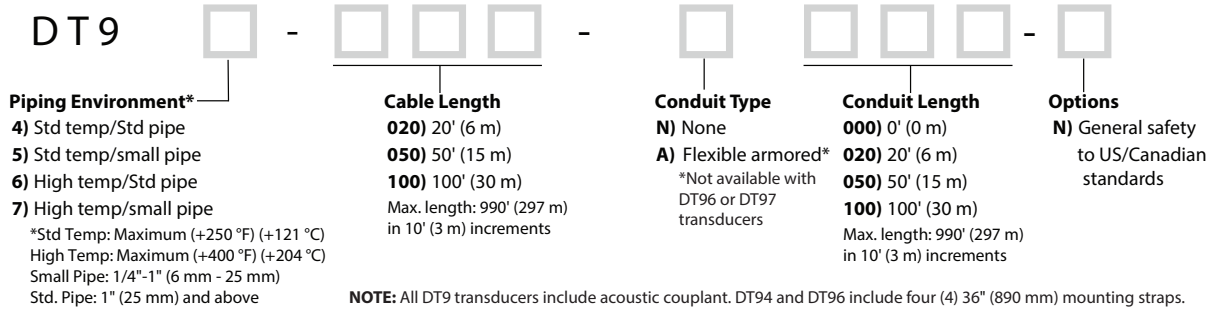 DT9 - - -
Piping Environment*
4) Std temp/Std pipe
5) Std temp/small pipe
6) High temp/Std pipe
7) High temp/small pipe
*Std Temp: Maximum (+250 °F) (+121 °C)
High Temp: Maximum (+400 °F) (+204 °C)
Small Pipe: 1/4"-1" (6 mm - 25 mm)
Std. Pipe: 1" (25 mm) and above
Cable Length
020) 20' (6 m)
050) 50' (15 m)
100) 100' (30 m)
Max. length: 990' (297 m)
in 10' (3 m) increments
Conduit Type
N) None
A) Flexible armored*
*Not available with
DT96 or DT97
transducers
Conduit Length
000) 0' (0 m)
020) 20' (6 m)
050) 50' (15 m)
100) 100' (30 m)
Max. length: 990' (297 m)
in 10' (3 m) increments
Options
N) General safety
to US/Canadian
standards
NOTE: All DT9 transducers include acoustic couplant. DT94 and DT96 include four (4) 36" (890 mm) mounting straps.